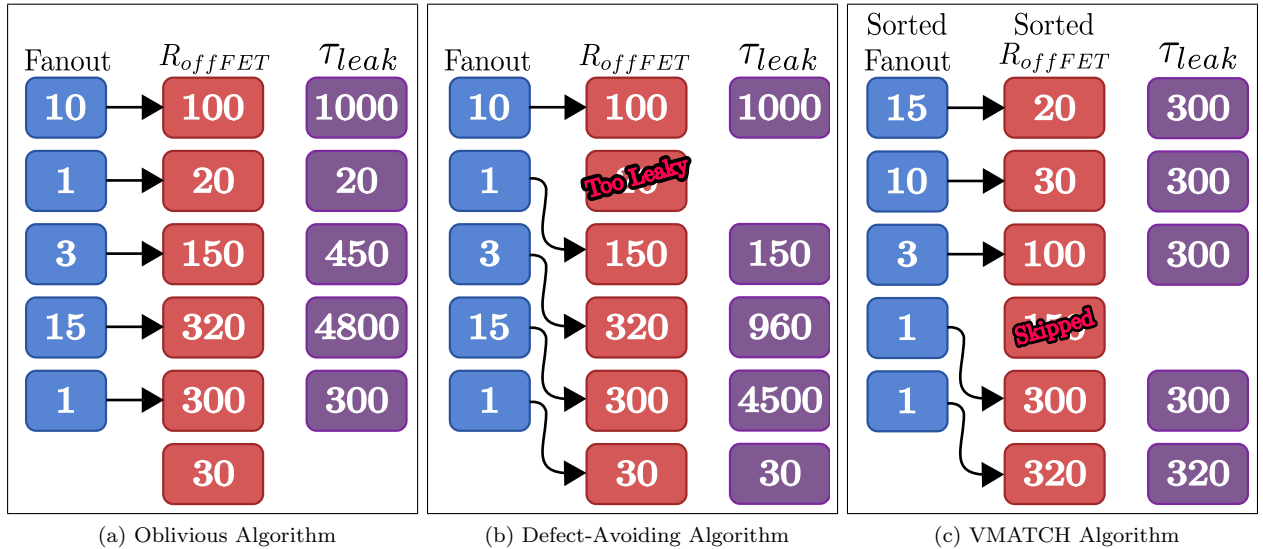 Fanout R_offFET τ_leak
10 100 1000
1 20 20
3 150 450
15 320 4800
1 300 300
30
(a) Oblivious Algorithm
Fanout R_offFET τ_leak
10 100 1000
1 Too Leaky
3 150 150
15 320 960
1 300 4500
30 30
(b) Defect-Avoiding Algorithm
Sorted Sorted
Fanout R_offFET τ_leak
15 20 300
10 30 300
3 100 300
1 Skipped
1 300 300
320 320
(c) VMATCH Algorithm